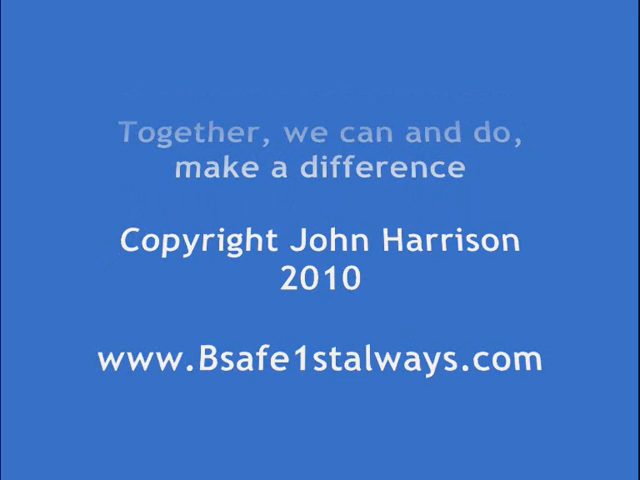 Together, we can and do,
make a difference
Copyright John Harrison
2010
www.Bsafe1stalways.com